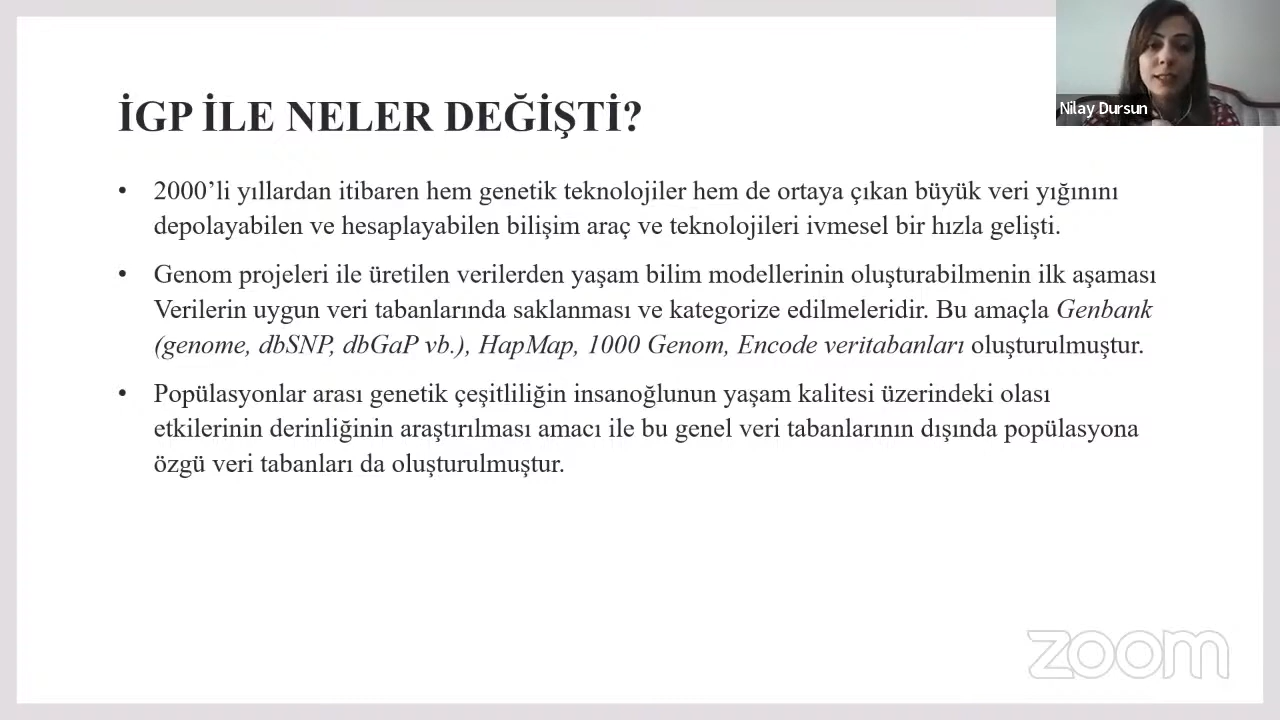 Nilay Dursun
İGP İLE NELER DEĞİŞTİ?
• 2000’li yıllardan itibaren hem genetik teknolojiler hem de ortaya çıkan büyük veri yığınını
depolayabilen ve hesaplayabilen bilişim araç ve teknolojileri ivmesel bir hızla gelişti.
• Genom projeleri ile üretilen verilerden yaşam bilim modellerinin oluşturabilmenin ilk aşaması
Verilerin uygun veri tabanlarında saklanması ve kategorize edilmeleridir. Bu amaçla Genbank
(genome, dbSNP, dbGaP vb.), HapMap, 1000 Genom, Encode veritabanları oluşturulmuştur.
• Popülasyonlar arası genetik çeşitliliğin insanoğlunun yaşam kalitesi üzerindeki olası
etkilerinin derinliğinin araştırılması amacı ile bu genel veri tabanlarının dışında popülasyona
özgü veri tabanları da oluşturulmuştur.
zoom